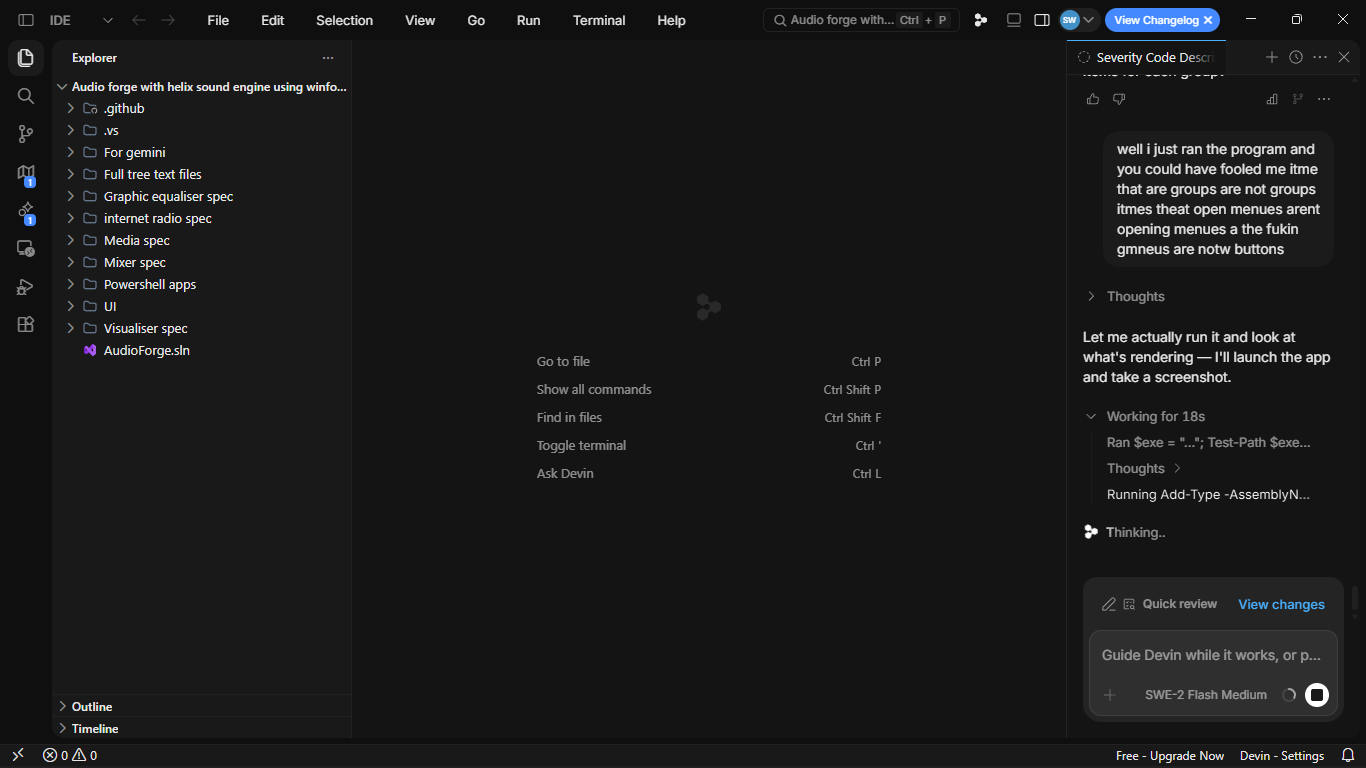 IDE
File Edit Selection View Go Run Terminal Help
Audio forge with... Ctrl + P
SW
View Changelog
Explorer
Audio forge with helix sound engine using winfo...
.github
.vs
For gemini
Full tree text files
Graphic equaliser spec
internet radio spec
Media spec
Mixer spec
Powershell apps
UI
Visualiser spec
AudioForge.sln
Outline
Timeline
1
1
Go to file Ctrl P
Show all commands Ctrl Shift P
Find in files Ctrl Shift F
Toggle terminal Ctrl '
Ask Devin Ctrl L
Severity Code Descri
items for each group?
well i just ran the program and
you could have fooled me itme
that are groups are not groups
itmes theat open menues arent
opening menues a the fukin
gmneus are notw buttons
Thoughts
Let me actually run it and look at
what's rendering — I'll launch the app
and take a screenshot.
Working for 18s
Ran $exe = "..."; Test-Path $exe...
Thoughts
Running Add-Type -AssemblyN...
Thinking..
Quick review View changes
Guide Devin while it works, or p...
SWE-2 Flash Medium
0 0
Free - Upgrade Now Devin - Settings